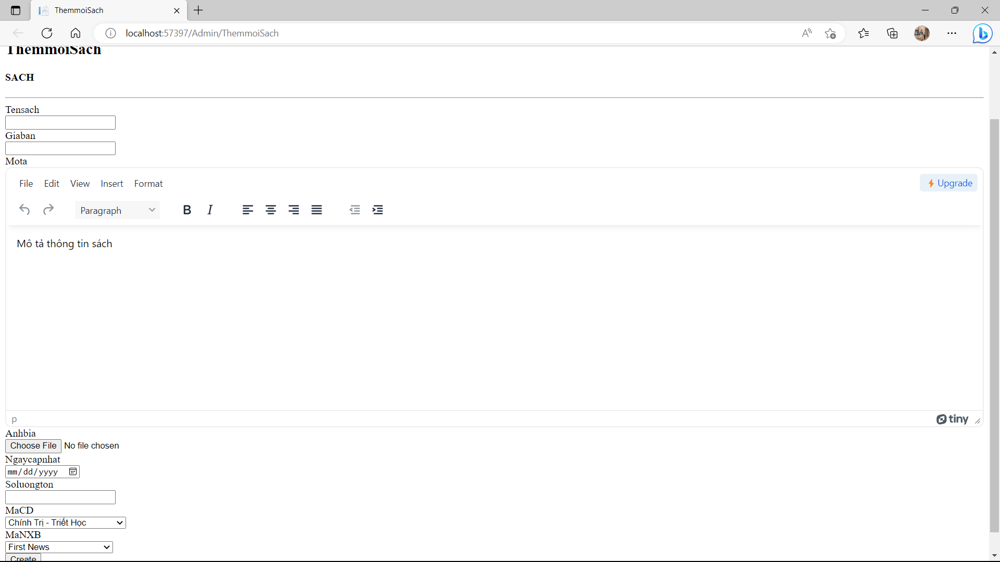 ThemmoiSach
localhost:57397/Admin/ThemmoiSach
ThemmoiSach
SACH
Tensach
Giaban
Mota
File Edit View Insert Format
Upgrade
Paragraph B I
Mô tả thông tin sách
p
tiny
Anhbia
Choose File No file chosen
Ngaycapnhat
mm/dd/yyyy
Soluongton
MaCD
Chính Trị - Triết Học
MaNXB
First News
Create